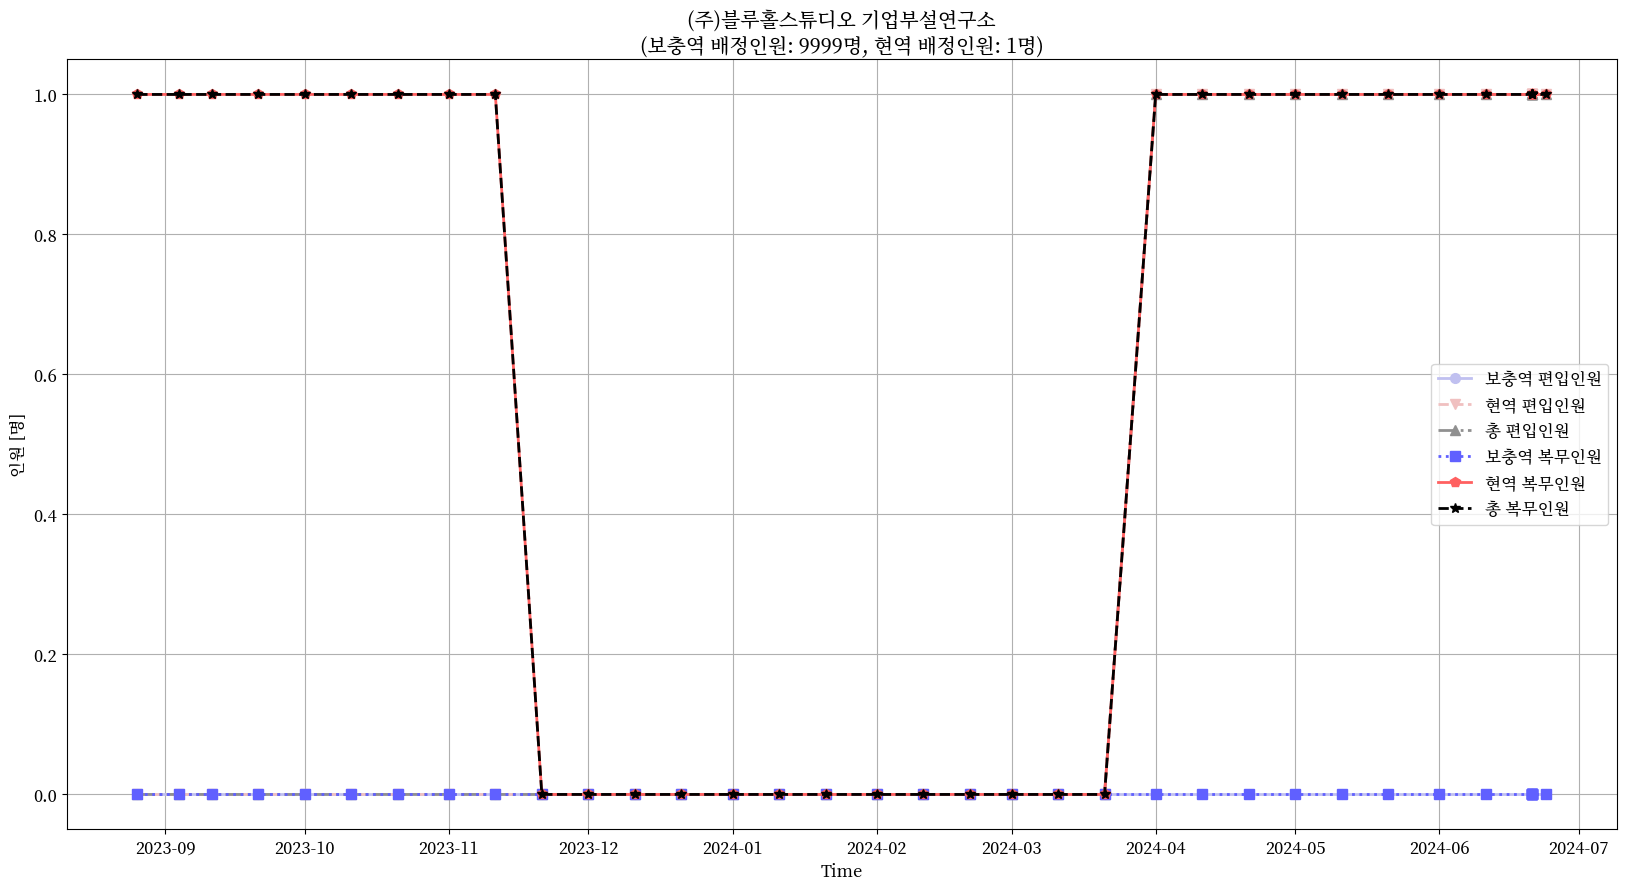 (주)블루홀스튜디오 기업부설연구소
(보충역 배정인원: 9999명, 현역 배정인원: 1명)
1.0
0.8
0.6
0.4
0.2
0.0
인원 [명]
보충역 편입인원
현역 편입인원
총 편입인원
보충역 복무인원
현역 복무인원
총 복무인원
2023-09
2023-10
2023-11
2023-12
2024-01
2024-02
2024-03
2024-04
2024-05
2024-06
2024-07
Time